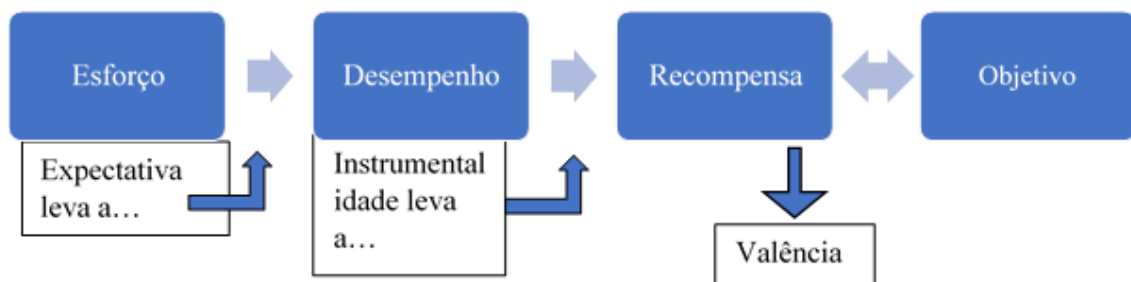 Esforço
Desempenho
Recompensa
Objetivo
Expectativa
leva a…
Instrumental
idade leva
a…
Valência